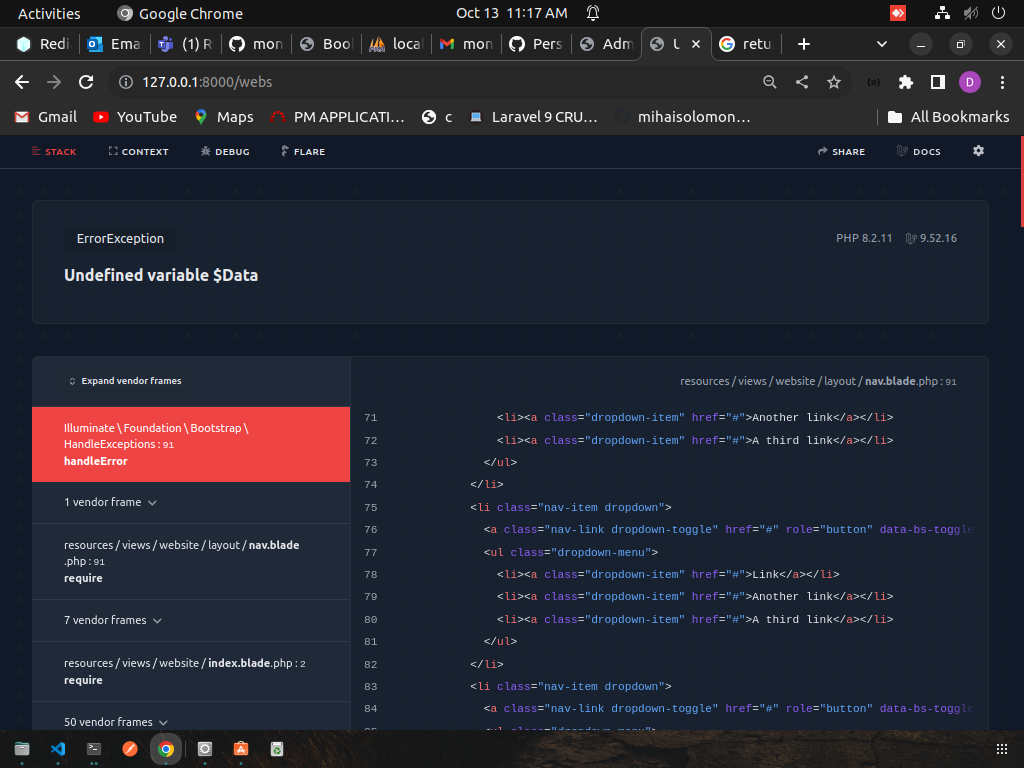 Activities Google Chrome Oct 13 11:17 AM
Redi Ema (1) R mon Bool loca mon Pers Adm U retu
127.0.0.1:8000/webs D
Gmail YouTube Maps PM APPLICATI... c Laravel 9 CRU... mihaisolomon... All Bookmarks
STACK CONTEXT DEBUG FLARE SHARE DOCS
ErrorException PHP 8.2.11 9.52.16
Undefined variable $Data
Expand vendor frames
resources / views / website / layout / nav.blade.php : 91
Illuminate \ Foundation \ Bootstrap \
HandleExceptions : 91
handleError
1 vendor frame
resources / views / website / layout / nav.blade
.php : 91
require
7 vendor frames
resources / views / website / index.blade.php : 2
require
50 vendor frames
71 <li><a class="dropdown-item" href="#">Another link</a></li>
72 <li><a class="dropdown-item" href="#">A third link</a></li>
73 </ul>
74 </li>
75 <li class="nav-item dropdown">
76 <a class="nav-link dropdown-toggle" href="#" role="button" data-bs-toggle
77 <ul class="dropdown-menu">
78 <li><a class="dropdown-item" href="#">Link</a></li>
79 <li><a class="dropdown-item" href="#">Another link</a></li>
80 <li><a class="dropdown-item" href="#">A third link</a></li>
81 </ul>
82 </li>
83 <li class="nav-item dropdown">
84 <a class="nav-link dropdown-toggle" href="#" role="button" data-bs-toggle